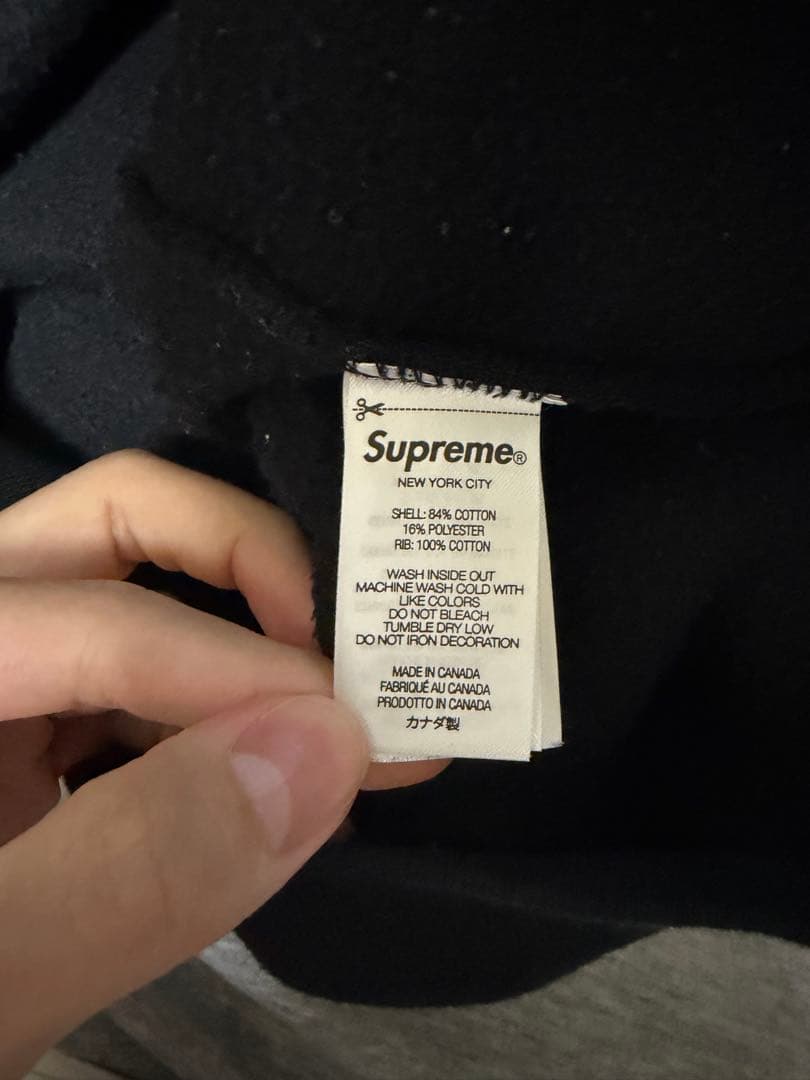 Supreme®
NEW YORK CITY
SHELL: 84% COTTON
16% POLYESTER
RIB: 100% COTTON
WASH INSIDE OUT
MACHINE WASH COLD WITH
LIKE COLORS
DO NOT BLEACH
TUMBLE DRY LOW
DO NOT IRON DECORATION
MADE IN CANADA
FABRIQUÉ AU CANADA
PRODOTTO IN CANADA
カナダ製